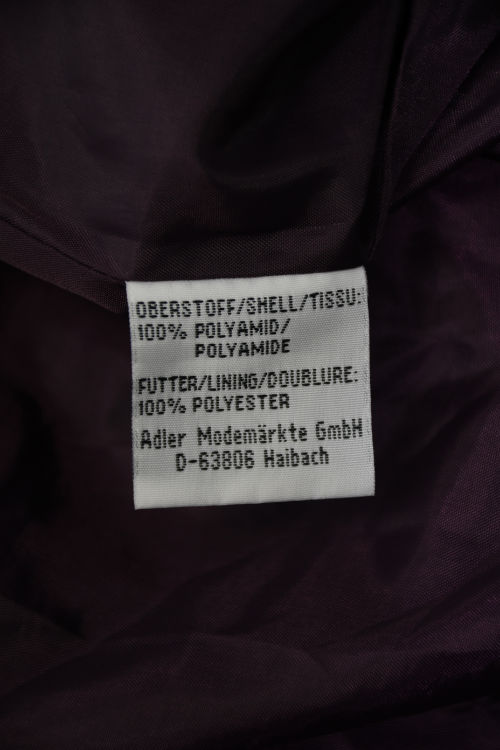 OBERSTOFF/SHELL/TISSU:
100% POLYAMID/
POLYAMIDE
FUTTER/LINING/DOUBLURE:
100% POLYESTER
Adler Modemärkte GmbH
D-63806 Haibach